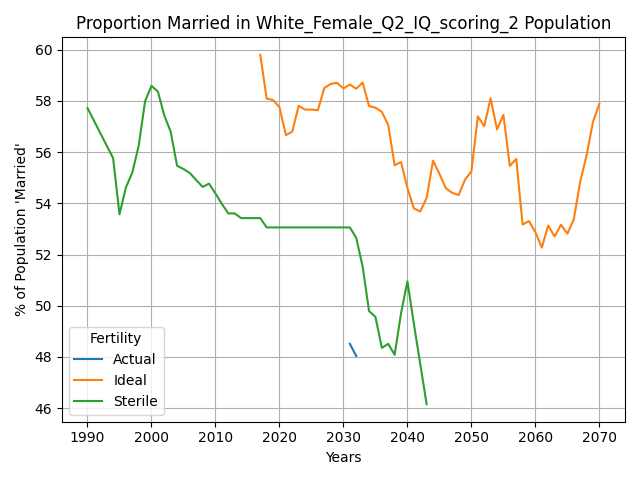 Proportion Married in White_Female_Q2_IQ_scoring_2 Population
% of Population 'Married'
60
58
56
54
52
50
48
46
Fertility
Actual
Ideal
Sterile
1990 2000 2010 2020 2030 2040 2050 2060 2070
Years